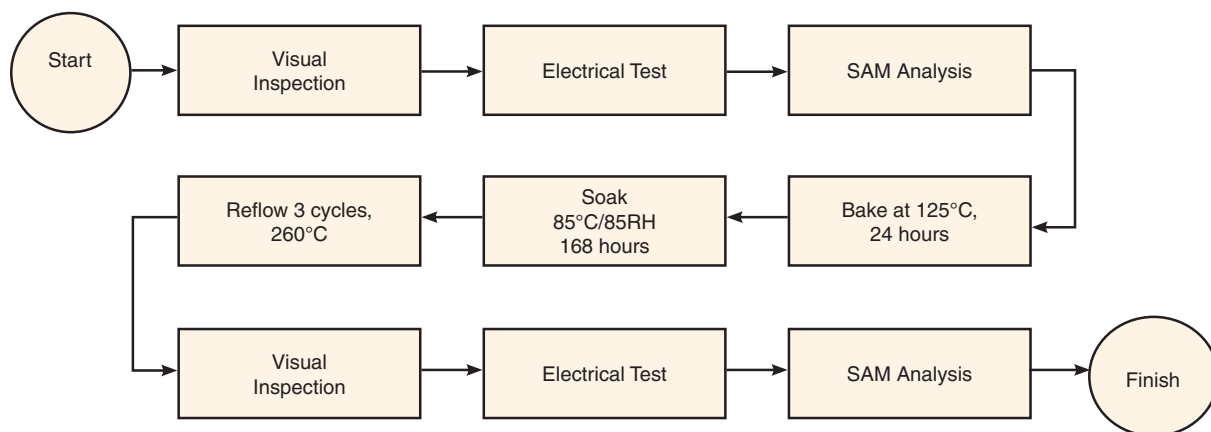 Start
Visual
Inspection
Electrical Test
SAM Analysis
Bake at 125°C,
24 hours
Soak
85°C/85RH
168 hours
Reflow 3 cycles,
260°C
Visual
Inspection
Electrical Test
SAM Analysis
Finish